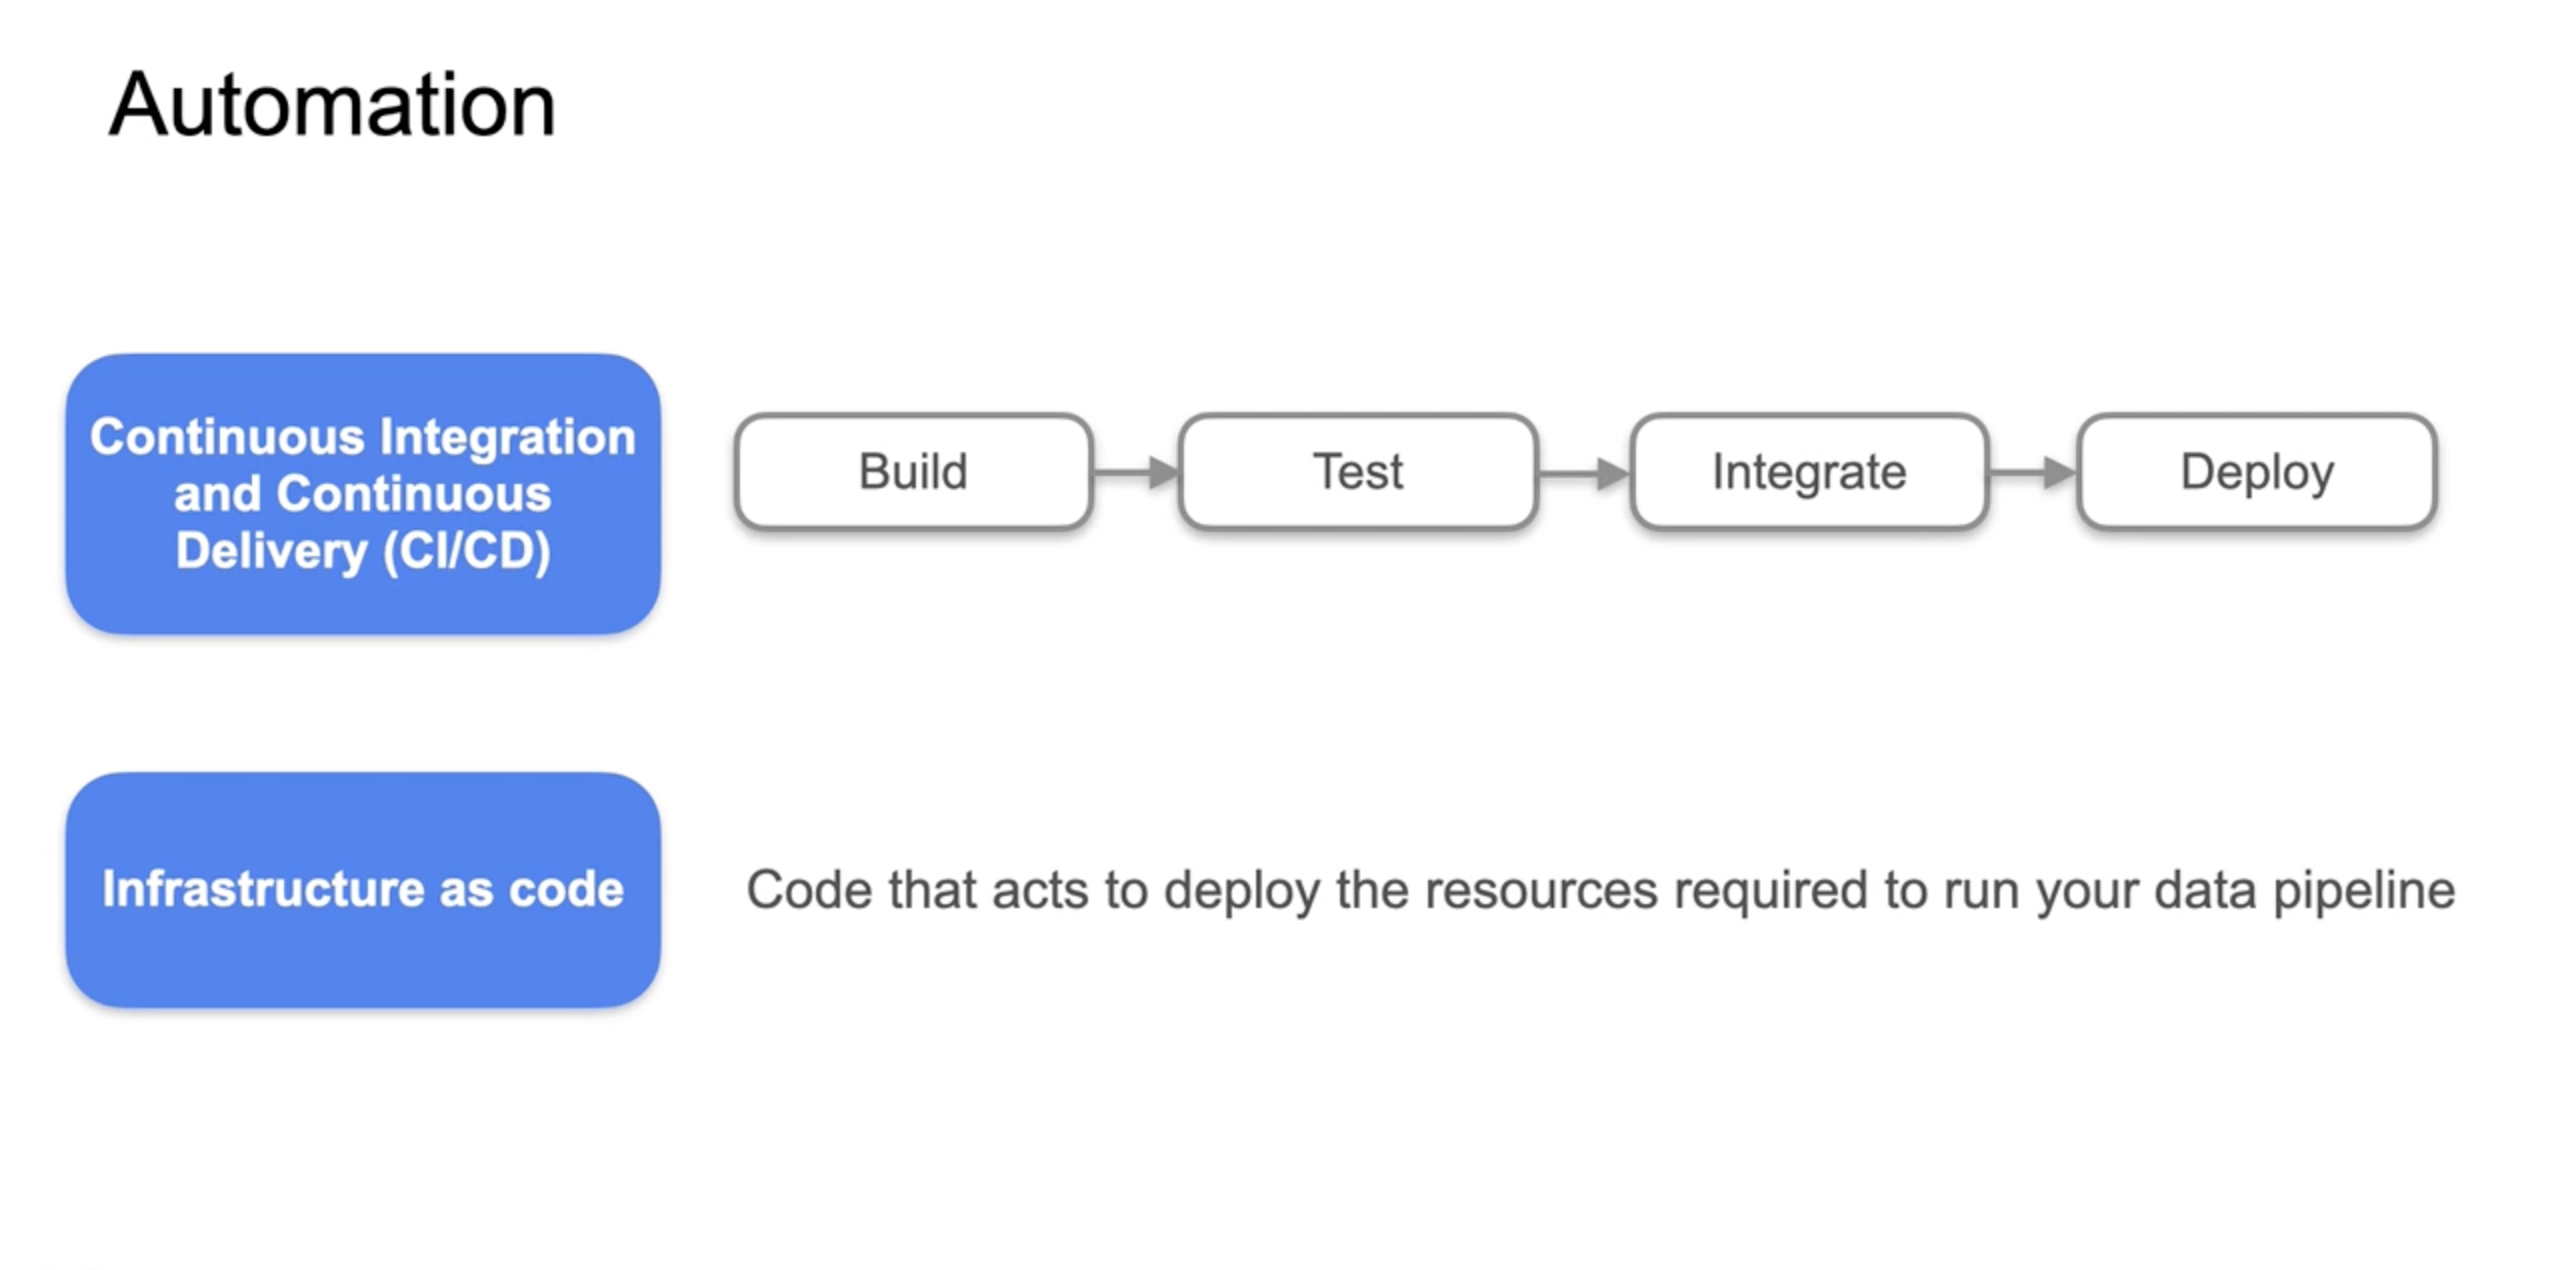 Automation
Continuous Integration
and Continuous
Delivery (CI/CD)
Build
Test
Integrate
Deploy
Infrastructure as code
Code that acts to deploy the resources required to run your data pipeline